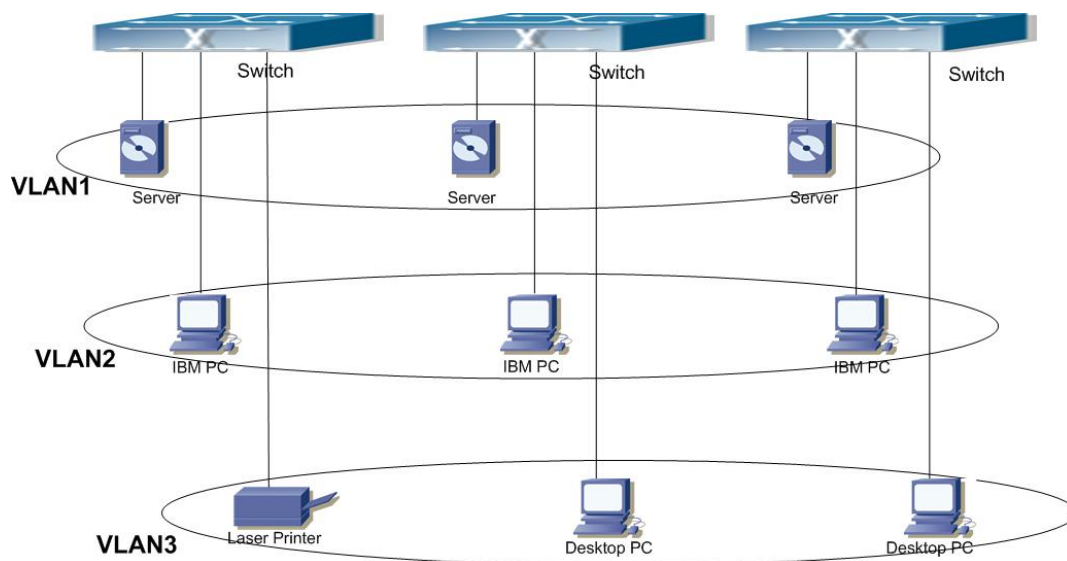 Switch
Switch
Switch
VLAN1
Server
Server
Server
VLAN2
IBM PC
IBM PC
IBM PC
VLAN3
Laser Printer
Desktop PC
Desktop PC